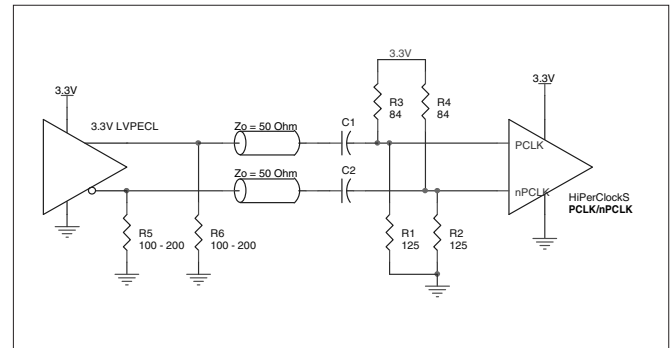 3.3V
3.3V
3.3V
R3
84
R4
84
3.3V LVPECL
Zo = 50 Ohm
C1
PCLK
Zo = 50 Ohm
C2
nPCLK
HiPerClockS
PCLK/nPCLK
R5
100 - 200
R6
100 - 200
R1
125
R2
125